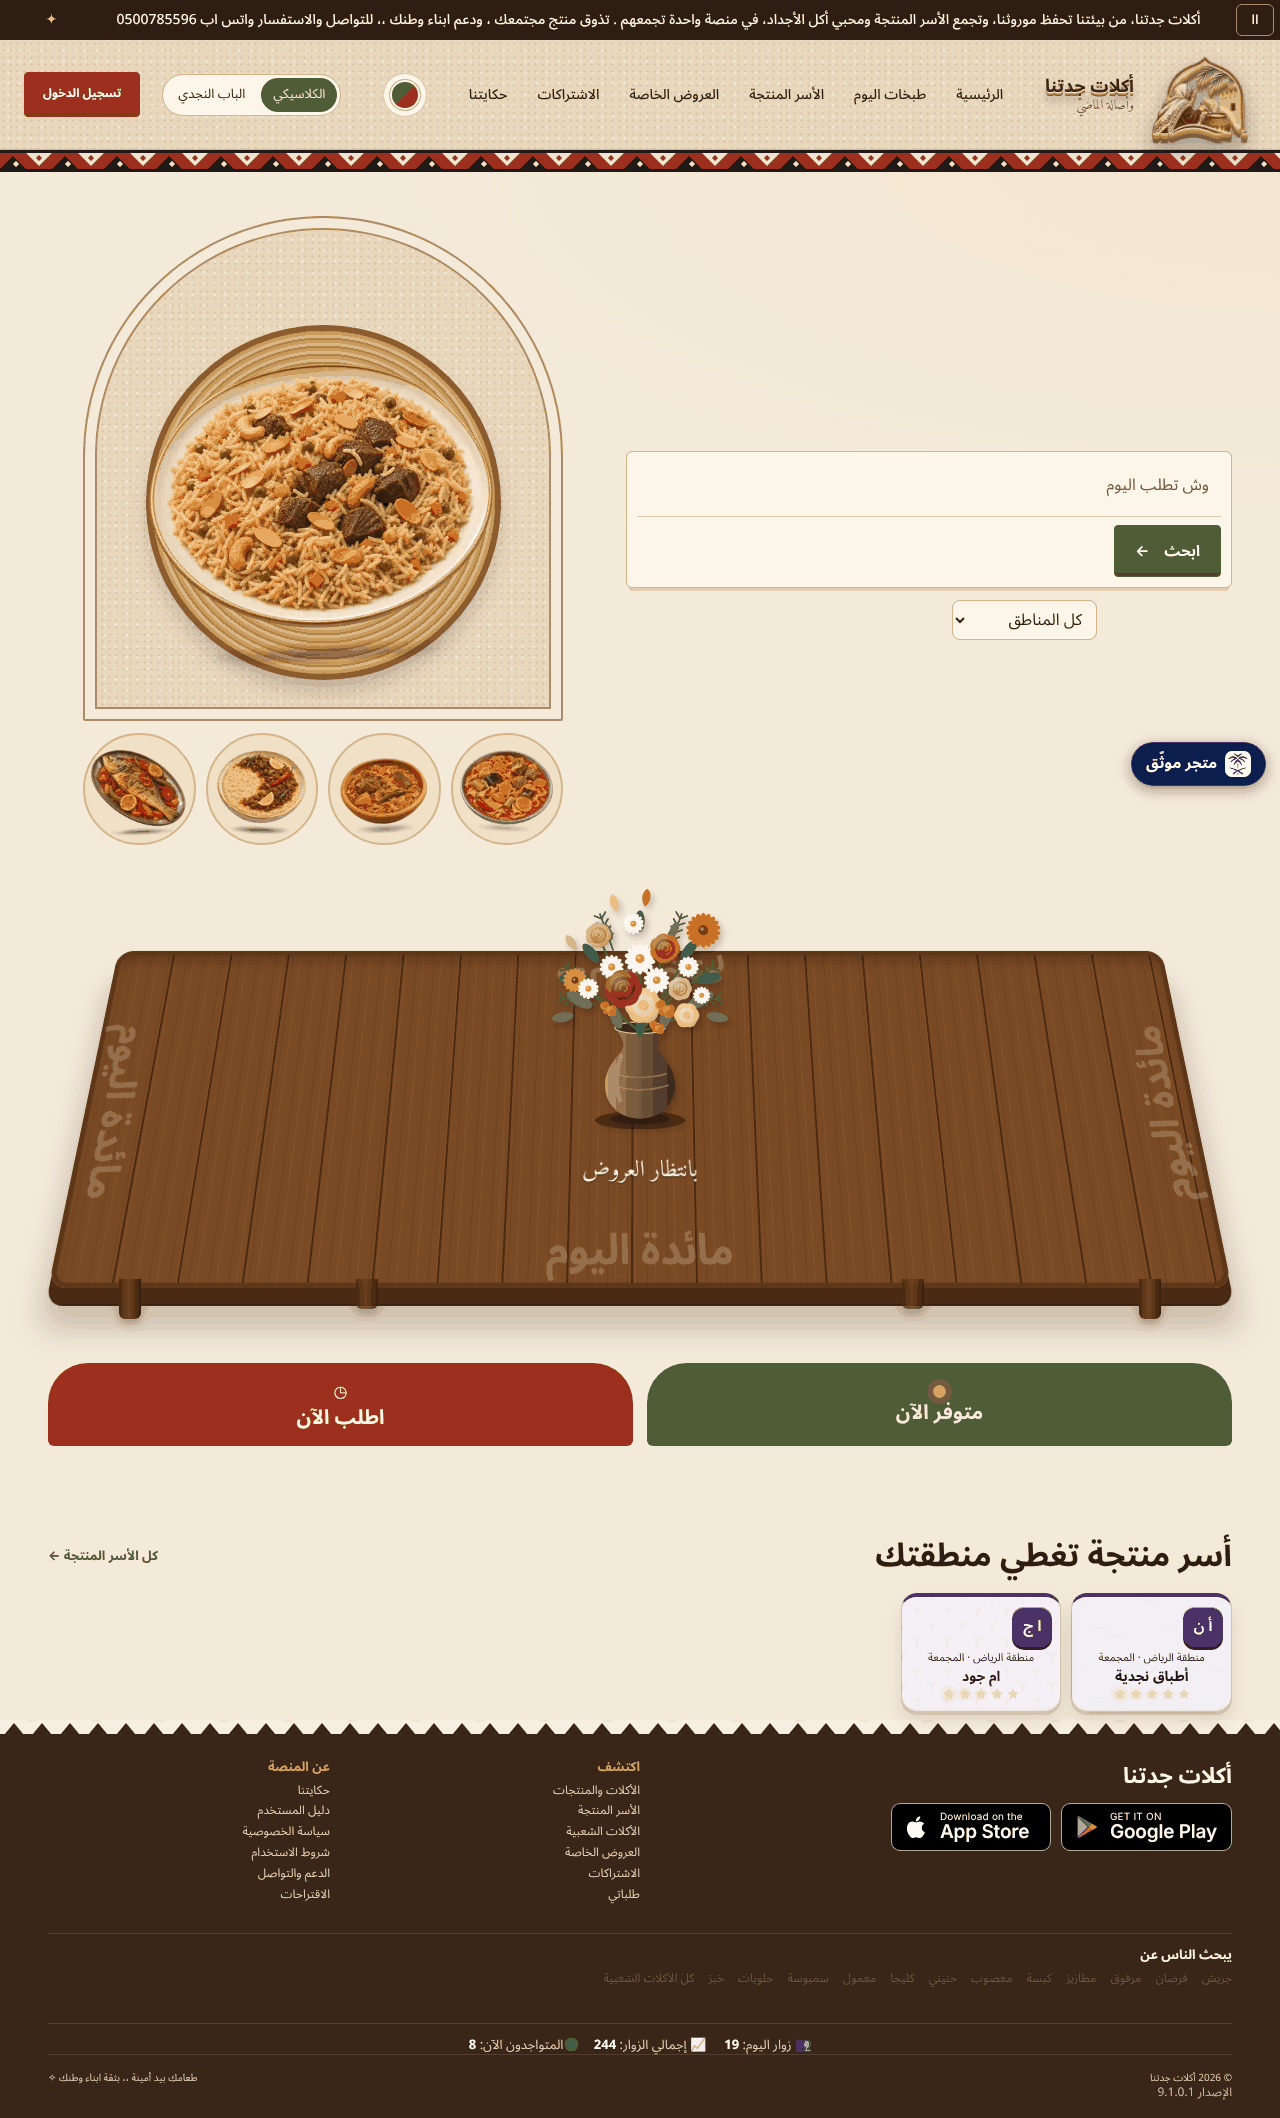 أكلات جدتنا، من بيئتنا تحفظ موروثنا، وتجمع الأسر المنتجة ومحبي أكل الأجداد، في منصة واحدة تجمعهم . تذوق منتج مجتمعك ، ودعم ابناء وطنك ،، للتواصل والاستفسار واتس اب 0500785596 ✦
أكلات جدتنا
وأصالة الماضي
الرئيسية
طبخات اليوم
الأسر المنتجة
العروض الخاصة
الاشتراكات
حكايتنا
الكلاسيكي
الباب النجدي
تسجيل الدخول
وش تطلب اليوم
ابحث ←
كل المناطق
متجر موثّق
مائدة اليوم
مائدة اليوم
بانتظار العروض
مائدة اليوم
متوفر الآن
اطلب الآن
أسر منتجة تغطي منطقتك
كل الأسر المنتجة ←
أ ن
منطقة الرياض · المجمعة
أطباق نجدية
ا ج
منطقة الرياض · المجمعة
ام جود
أكلات جدتنا
GET IT ON
Google Play
Download on the
App Store
اكتشف
الأكلات والمنتجات
الأسر المنتجة
الأكلات الشعبية
العروض الخاصة
الاشتراكات
طلباتي
عن المنصة
حكايتنا
دليل المستخدم
سياسة الخصوصية
شروط الاستخدام
الدعم والتواصل
الاقتراحات
يبحث الناس عن
جريش قرصان مرقوق مطازيز كبسة معصوب حنيني كليجا معمول سمبوسة حلويات خبز كل الأكلات الشعبية
زوار اليوم: 19
إجمالي الزوار: 244
المتواجدون الآن: 8
© 2026 أكلات جدتنا
الإصدار 9.1.0.1
طعامك بيد أمينة ،، بثقة ابناء وطنك ✧